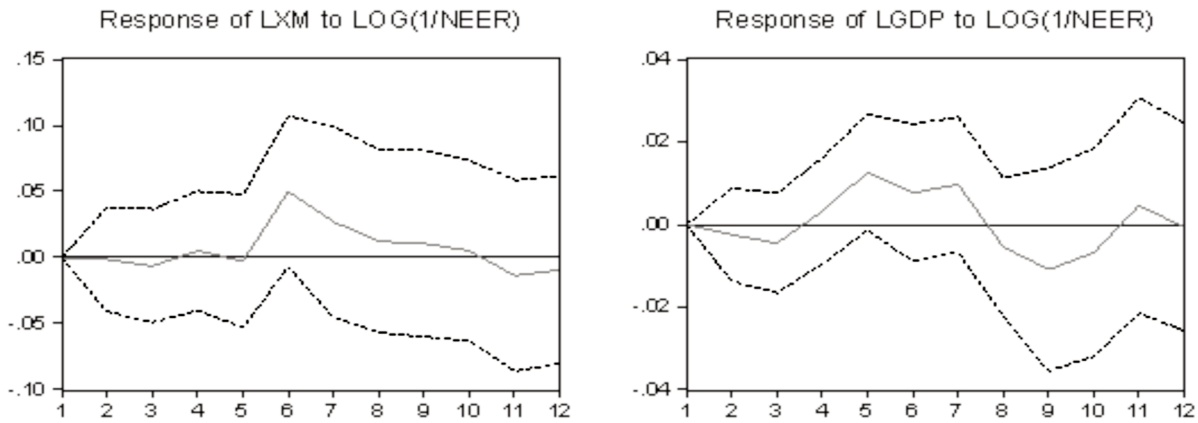 Response of LXM to LOG(1/NEER)
.15
.10
.05
.00
-.05
-.10
1 2 3 4 5 6 7 8 9 10 11 12
Response of LGDP to LOG(1/NEER)
.04
.02
.00
-.02
-.04
1 2 3 4 5 6 7 8 9 10 11 12